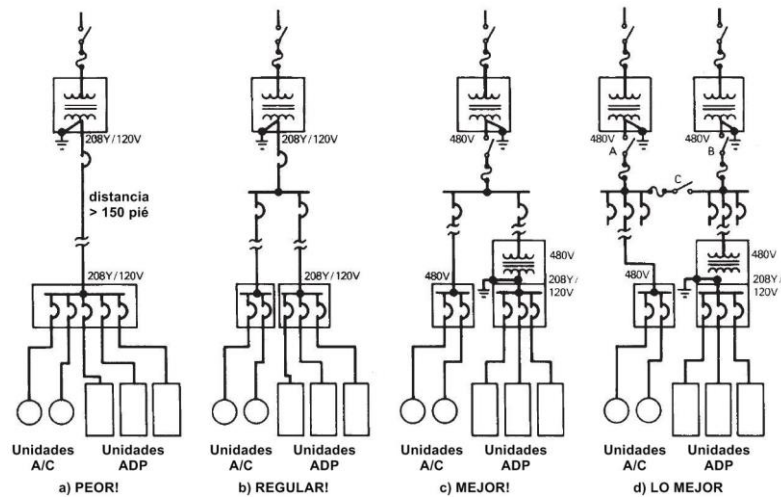 208Y/120V
distancia
> 150 pié
208Y/120V
Unidades
A/C
Unidades
ADP
a) PEOR!
208Y/120V
208Y/120V
Unidades
A/C
Unidades
ADP
b) REGULAR!
480V
480V
480V
208Y/
120V
Unidades
A/C
Unidades
ADP
c) MEJOR!
480V
A
480V
B
C
480V
480V
208Y/
120V
Unidades
A/C
Unidades
ADP
d) LO MEJOR